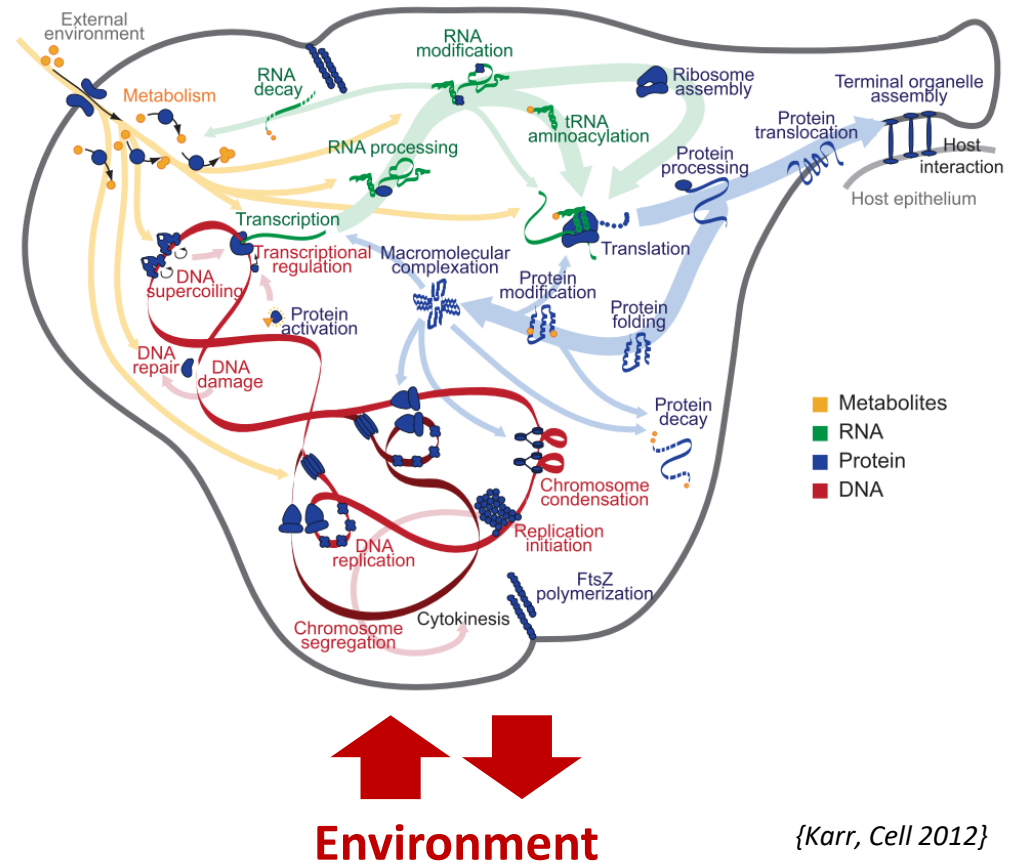 External
environment
Metabolism
RNA
decay
RNA
modification
Ribosome
assembly
Terminal organelle
assembly
tRNA
aminoacylation
Protein
translocation
RNA processing
Protein
processing
Host
interaction
Host epithelium
Transcription
Transcriptional
regulation
Macromolecular
complexation
Translation
DNA
supercoiling
Protein
modification
Protein
activation
Protein
folding
DNA
repair
DNA
damage
Protein
decay
Metabolites
RNA
Protein
DNA
Chromosome
condensation
Replication
initiation
DNA
replication
FtsZ
polymerization
Cytokinesis
Chromosome
segregation
Environment
{Karr, Cell 2012}